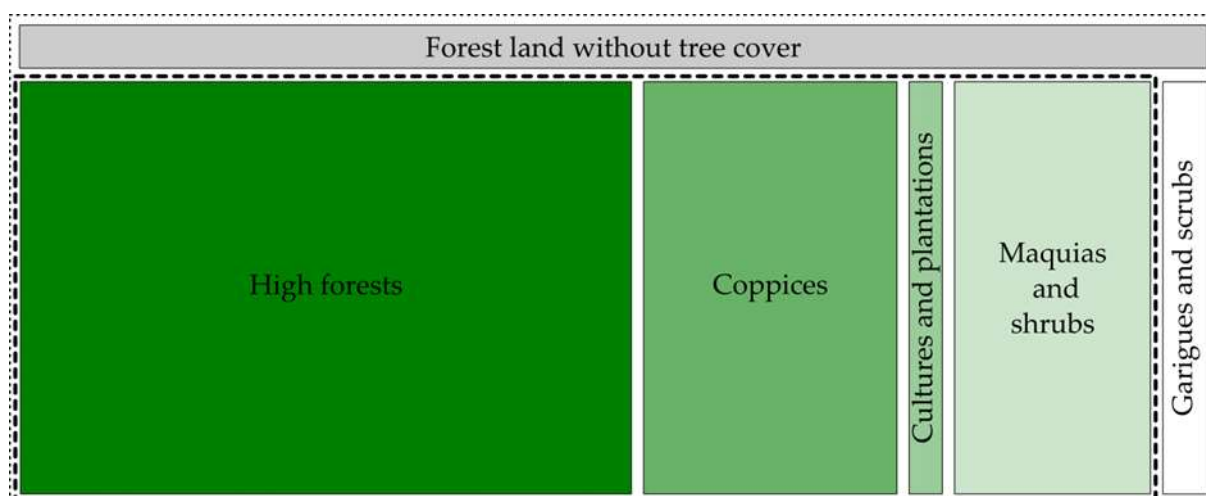 Forest land without tree cover
High forests
Coppices
Cultures and plantations
Maquias
and
shrubs
Garigues and scrubs